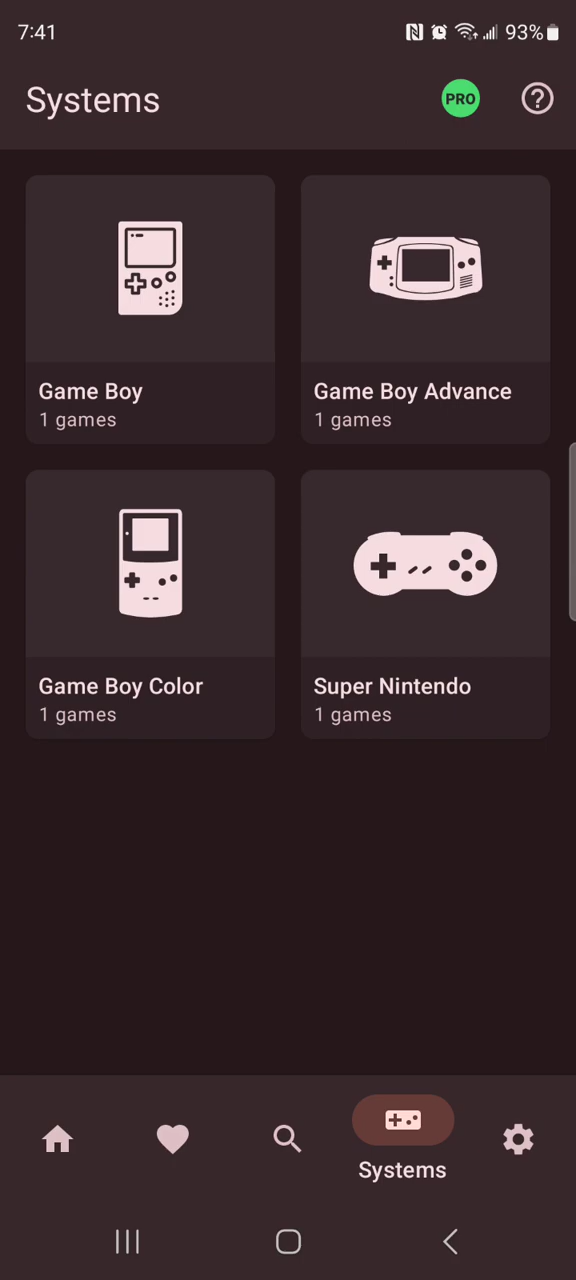 7:41 93%
Systems PRO
Game Boy
1 games
Game Boy Advance
1 games
Game Boy Color
1 games
Super Nintendo
1 games
Systems